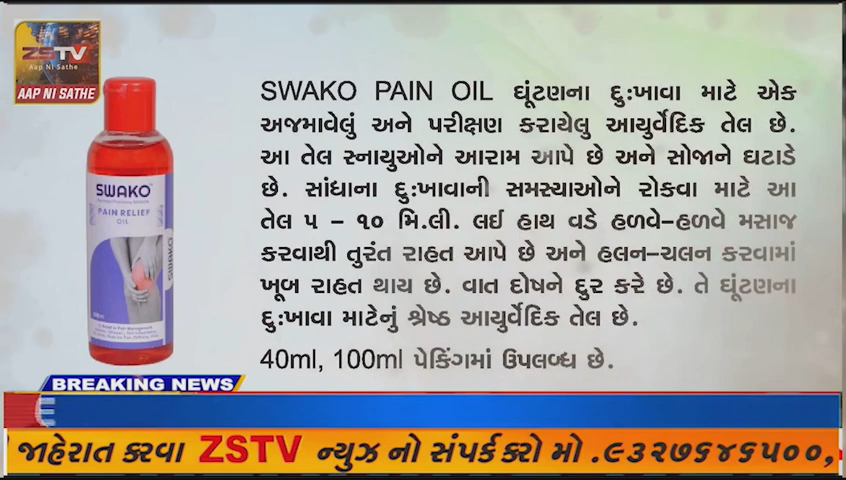 ZSTV
Aap Ni Sathe
AAP NI SATHE
SWAKO PAIN OIL ઘૂંટણના દુઃખાવા માટે એક
અજમાવેલું અને પરીક્ષણ કરાયેલુ આયુર્વેદિક તેલ છે.
આ તેલ સ્નાયુઓને આરામ આપે છે અને સોજાને ઘટાડે
છે. સાંધાના દુઃખાવાની સમસ્યાઓને રોકવા માટે આ
તેલ ૫ – ૧૦ મિ.લી. લઈ હાથ વડે હળવે-હળવે મસાજ
કરવાથી તુરંત રાહત આપે છે અને હલન-ચલન કરવામાં
ખૂબ રાહત થાય છે. વાત દોષને દુર કરે છે. તે ઘૂંટણના
દુઃખાવા માટેનું શ્રેષ્ઠ આયુર્વેદિક તેલ છે.
40ml, 100ml પેકિંગમાં ઉપલબ્ધ છે.
SWAKO
PAIN RELIEF
OIL
SWAKO
BREAKING NEWS
જાહેરાત કરવા ZSTV ન્યુઝ નો સંપર્ક કરો મો .૯૩૨૭૬૪૬૫૦૦,